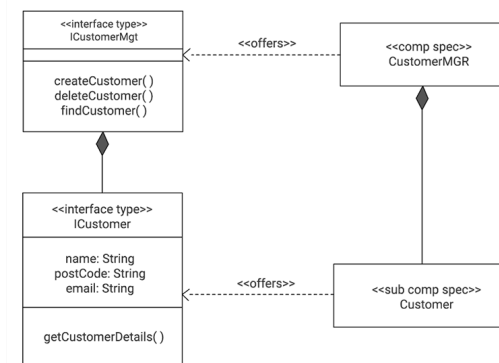 <<interface type>>
ICustomerMgt
createCustomer( )
deleteCustomer( )
findCustomer( )
<<offers>>
<<comp spec>>
CustomerMGR
<<interface type>>
ICustomer
name: String
postCode: String
email: String
getCustomerDetails( )
<<offers>>
<<sub comp spec>>
Customer